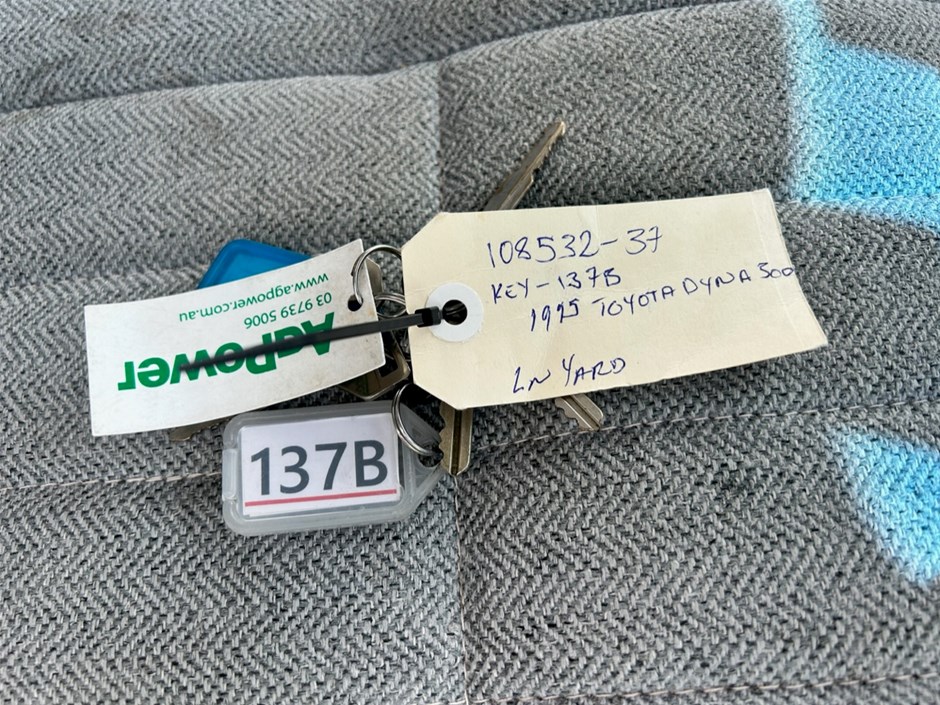 108532-37
KEY-137B
1995 TOYOTA DYNA 300
IN YARD
AgPower
03 9739 5006
www.agpower.com.au
137B